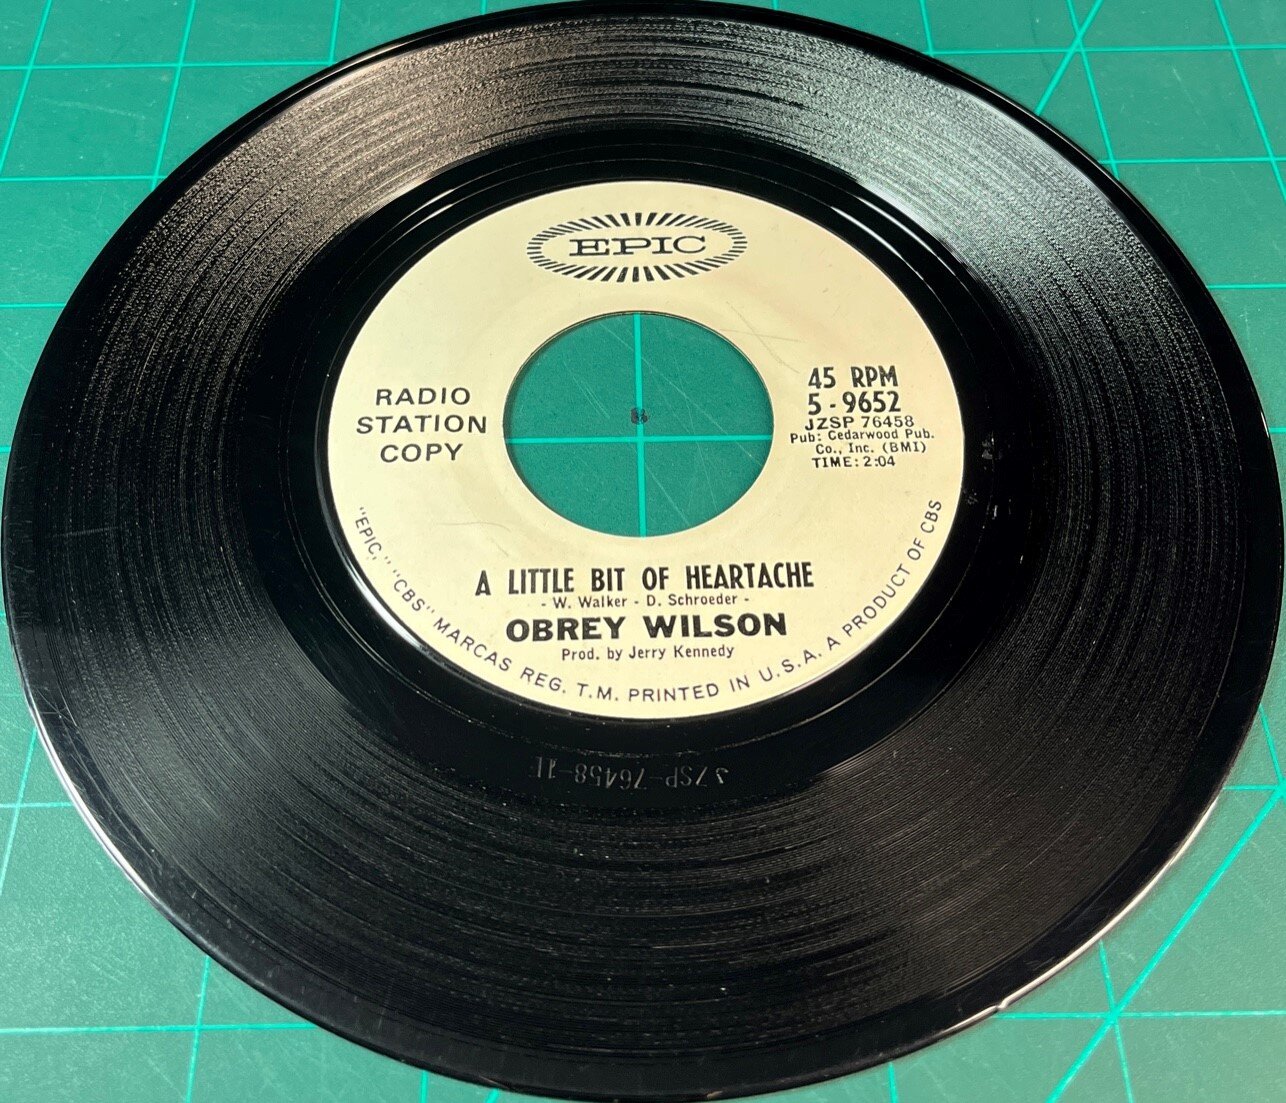 EPIC
RADIO
STATION
COPY
45 RPM
5-9652
JZSP 76458
Pub: Cedarwood Pub.
Co., Inc. (BMI)
TIME: 2:04
A LITTLE BIT OF HEARTACHE
- W. Walker - D. Schroeder -
OBREY WILSON
Prod. by Jerry Kennedy
"EPIC," "CBS" MARCAS REG. T.M. PRINTED IN U.S.A. A PRODUCT OF CBS
JZSP-76458-1E